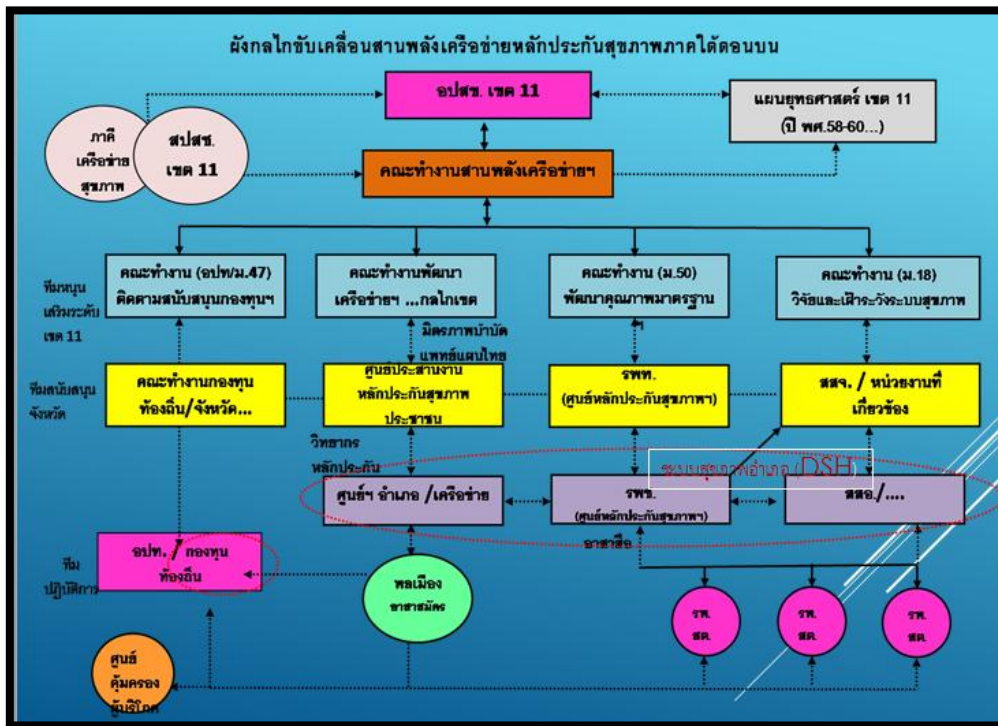 ผังกลไกขับเคลื่อนสานพลังเครือข่ายหลักประกันสุขภาพภาคใต้ตอนบน
อปสข. เขต 11
แผนยุทธศาสตร์ เขต 11
(ปี พศ.58-60...)
ภาคี
เครือข่าย
สุขภาพ
สปสช.
เขต 11
คณะทำงานสานพลังเครือข่ายฯ
ทีมหนุน
เสริมระดับ
เขต 11
คณะทำงาน (อปท/ม.47)
ติดตามสนับสนุนกองทุนฯ
คณะทำงานพัฒนา
เครือข่ายฯ ...กลไกเขต
คณะทำงาน (ม.50)
พัฒนาคุณภาพมาตรฐาน
ฯ
คณะทำงาน (ม.18)
วิจัยและเฝ้าระวังระบบสุขภาพ
มิตรภาพบำบัด
แพทย์แผนไทย
ทีมสนับสนุน
จังหวัด
คณะทำงานกองทุน
ท้องถิ่น/จังหวัด...
ศูนย์ประสานงาน
หลักประกันสุขภาพ
ประชาชน
รพท.
(ศูนย์หลักประกันสุขภาพฯ)
สสจ. / หน่วยงานที่
เกี่ยวข้อง
วิทยากร
หลักประกัน
ระบบสุขภาพอำเภอ (DSH)
ศูนย์ฯ อำเภอ /เครือข่าย
รพช.
(ศูนย์หลักประกันสุขภาพฯ)
สสอ./....
อาสาสื่อ
ทีม
ปฏิบัติการ
อปท. / กองทุน
ท้องถิ่น
พลเมือง
อาสาสมัคร
รพ.
สต.
รพ.
สต.
รพ.
สต.
ศูนย์
คุ้มครอง
ผู้บริโภค